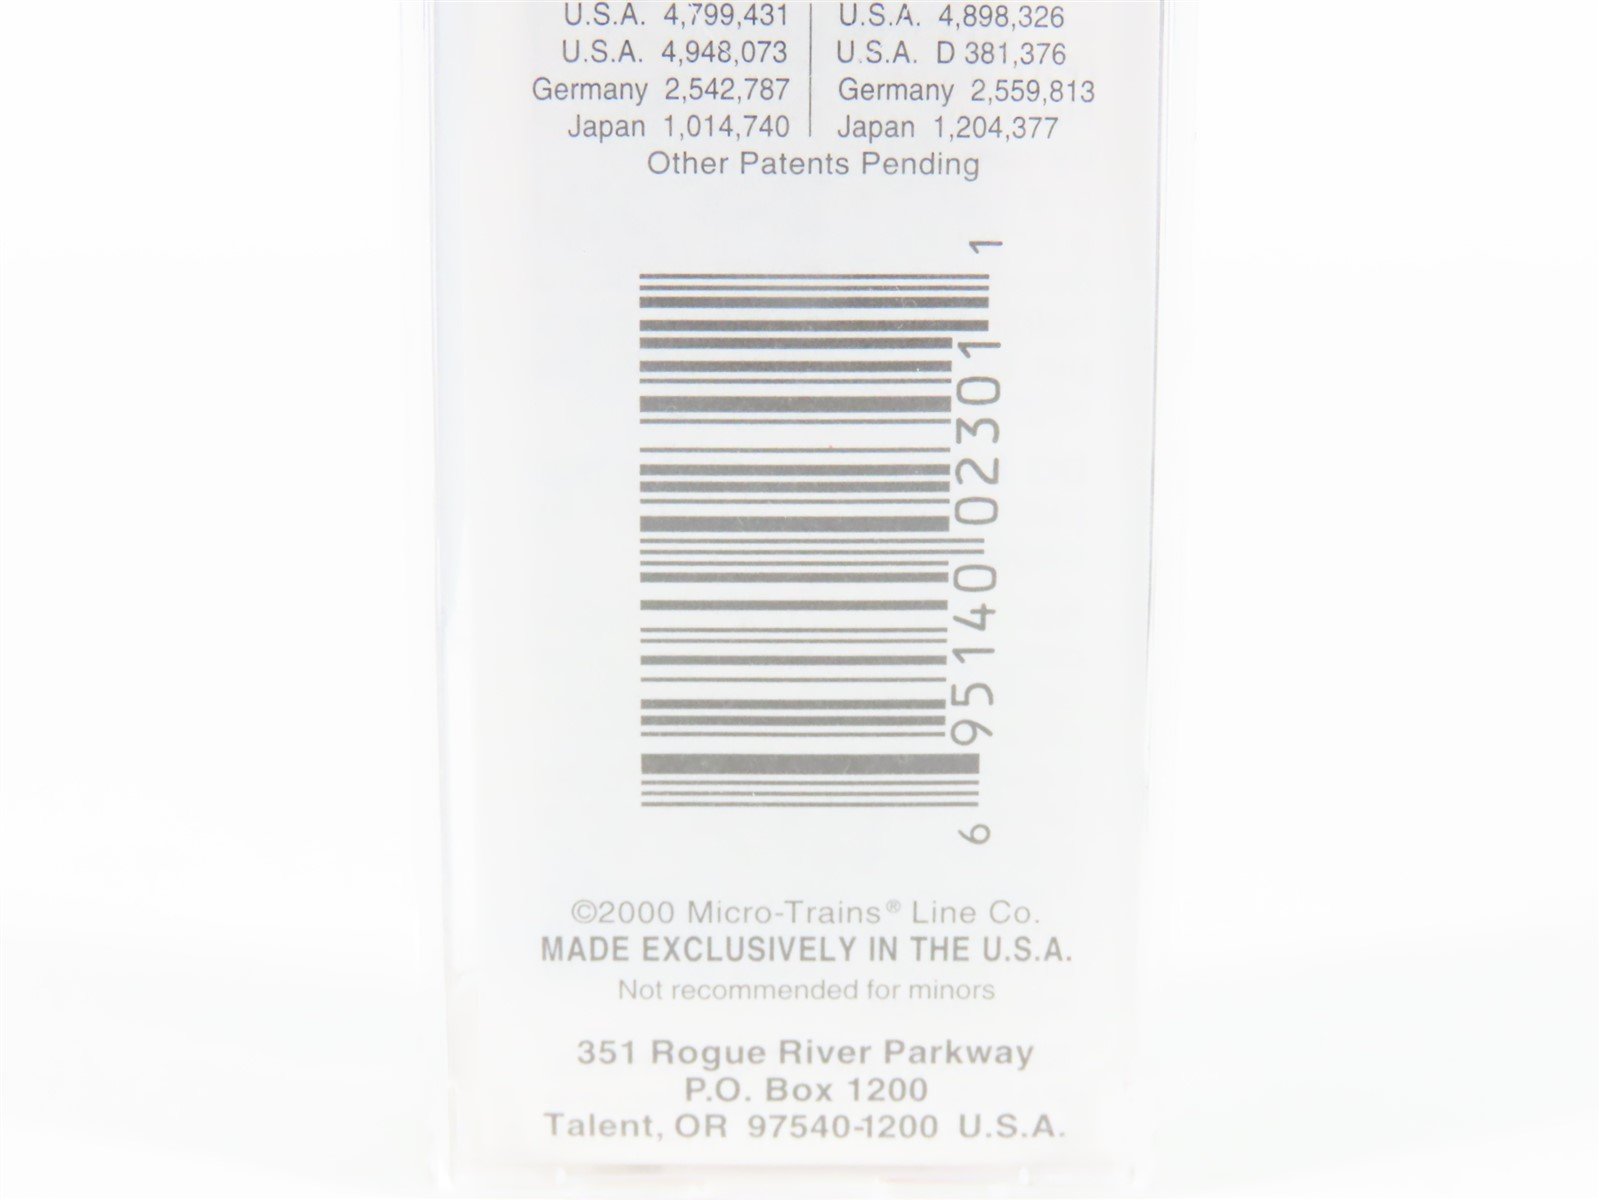 U.S.A. 4,799,431 | U.S.A. 4,898,326
U.S.A. 4,948,073 | U.S.A. D 381,376
Germany 2,542,787 | Germany 2,559,813
Japan 1,014,740 | Japan 1,204,377
Other Patents Pending
6 95140 02301 1
©2000 Micro-Trains® Line Co.
MADE EXCLUSIVELY IN THE U.S.A.
Not recommended for minors
351 Rogue River Parkway
P.O. Box 1200
Talent, OR 97540-1200 U.S.A.